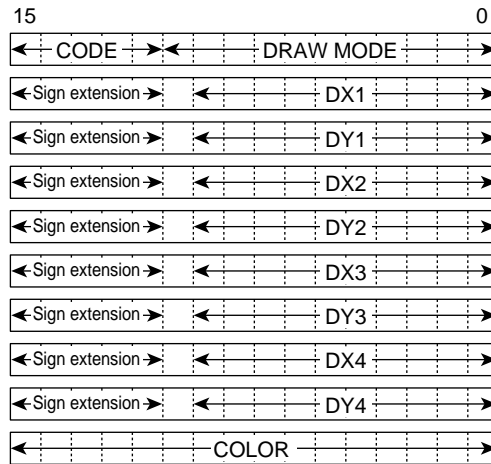 15 0
CODE DRAW MODE
Sign extension DX1
Sign extension DY1
Sign extension DX2
Sign extension DY2
Sign extension DX3
Sign extension DY3
Sign extension DX4
Sign extension DY4
COLOR